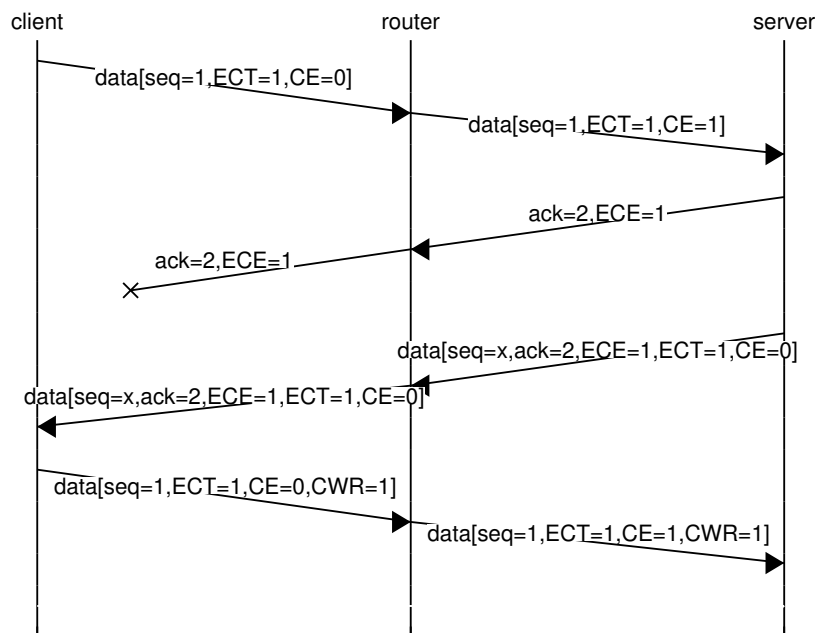 client router server
data[seq=1,ECT=1,CE=0]
data[seq=1,ECT=1,CE=1]
ack=2,ECE=1
ack=2,ECE=1
data[seq=x,ack=2,ECE=1,ECT=1,CE=0]
data[seq=x,ack=2,ECE=1,ECT=1,CE=0]
data[seq=1,ECT=1,CE=0,CWR=1]
data[seq=1,ECT=1,CE=1,CWR=1]